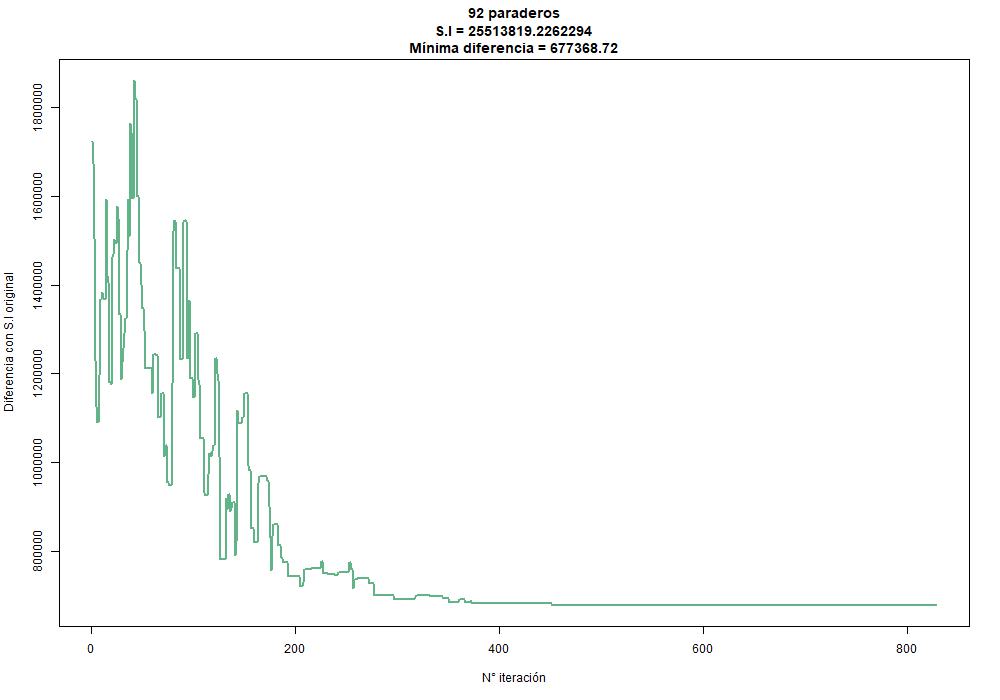 92 paraderos
S.I = 25513819.2262294
Mínima diferencia = 677368.72
Diferencia con S.I original
1800000
1600000
1400000
1200000
1000000
800000
0 200 400 600 800
N° iteración